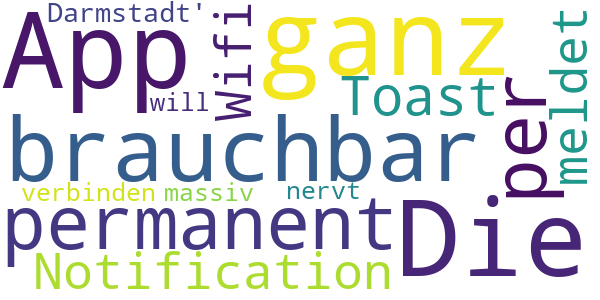 Darmstadt'
App
ganz
Wifi
will
Toast
meldet
per
brauchbar
Die
verbinden
massiv
nervt
permanent
Notification